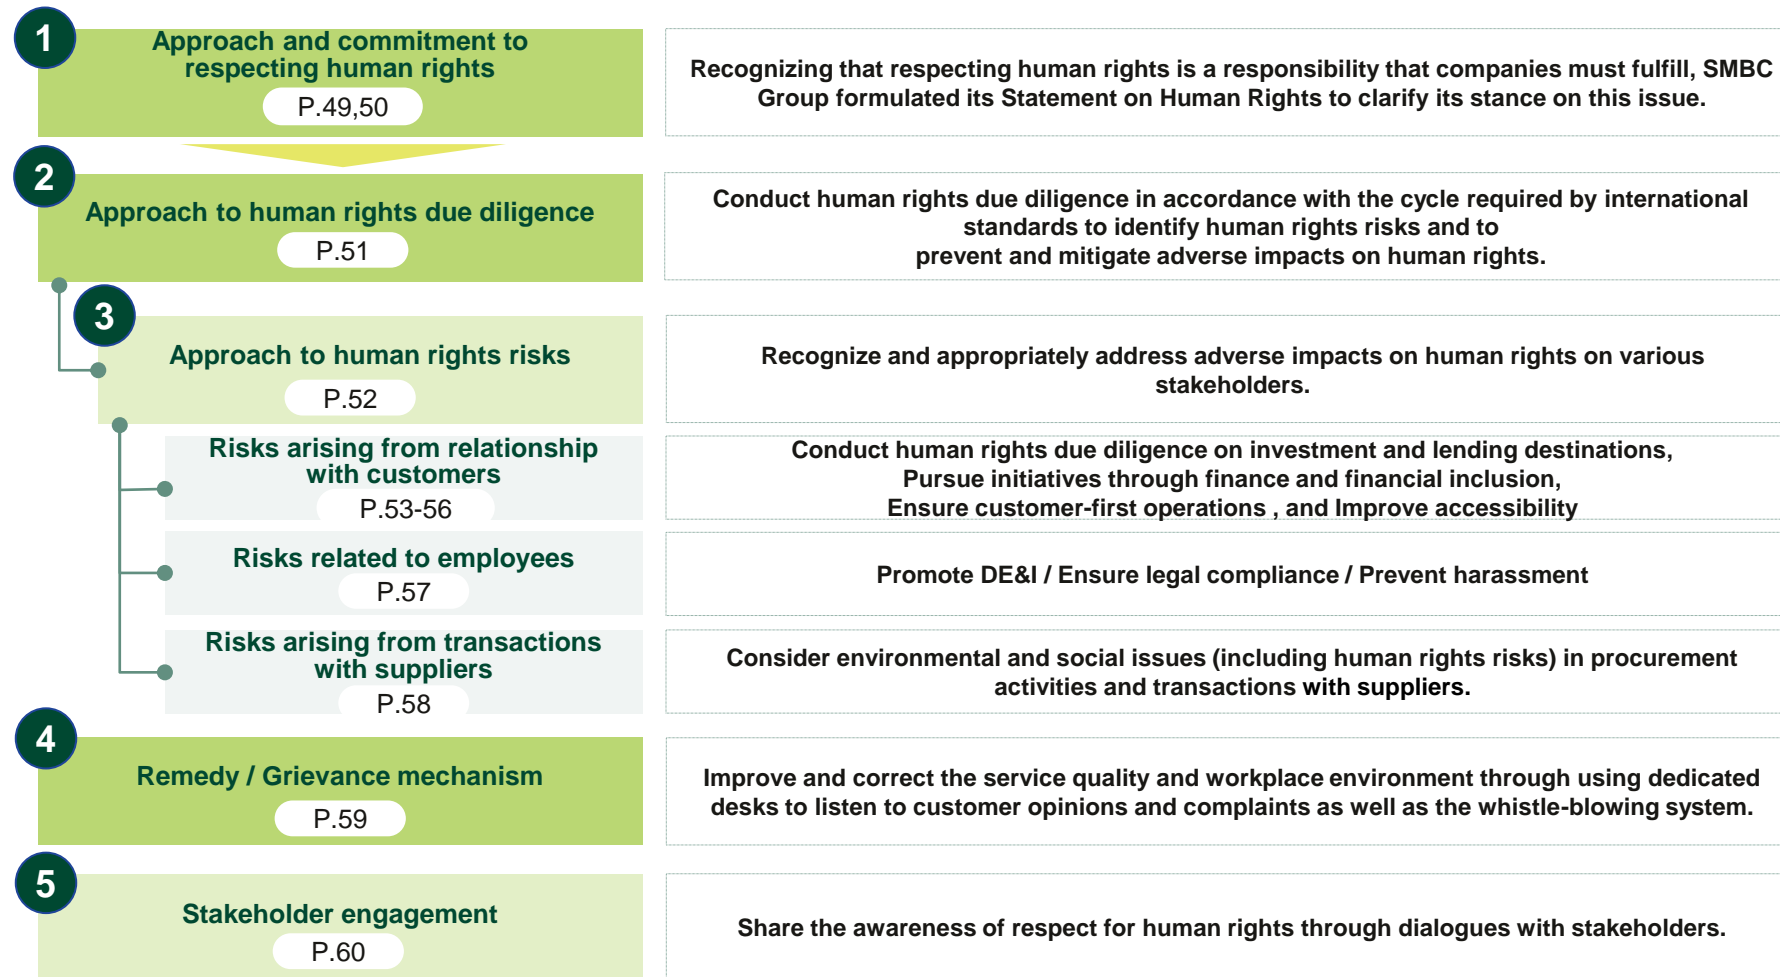 1
Approach and commitment to
respecting human rights
P.49,50
Recognizing that respecting human rights is a responsibility that companies must fulfill, SMBC
Group formulated its Statement on Human Rights to clarify its stance on this issue.
2
Approach to human rights due diligence
P.51
Conduct human rights due diligence in accordance with the cycle required by international
standards to identify human rights risks and to
prevent and mitigate adverse impacts on human rights.
3
Approach to human rights risks
P.52
Recognize and appropriately address adverse impacts on human rights on various
stakeholders.
Risks arising from relationship
with customers
P.53-56
Conduct human rights due diligence on investment and lending destinations,
Pursue initiatives through finance and financial inclusion,
Ensure customer-first operations , and Improve accessibility
Risks related to employees
P.57
Promote DE&I / Ensure legal compliance / Prevent harassment
Risks arising from transactions
with suppliers
P.58
Consider environmental and social issues (including human rights risks) in procurement
activities and transactions with suppliers.
4
Remedy / Grievance mechanism
P.59
Improve and correct the service quality and workplace environment through using dedicated
desks to listen to customer opinions and complaints as well as the whistle-blowing system.
5
Stakeholder engagement
P.60
Share the awareness of respect for human rights through dialogues with stakeholders.